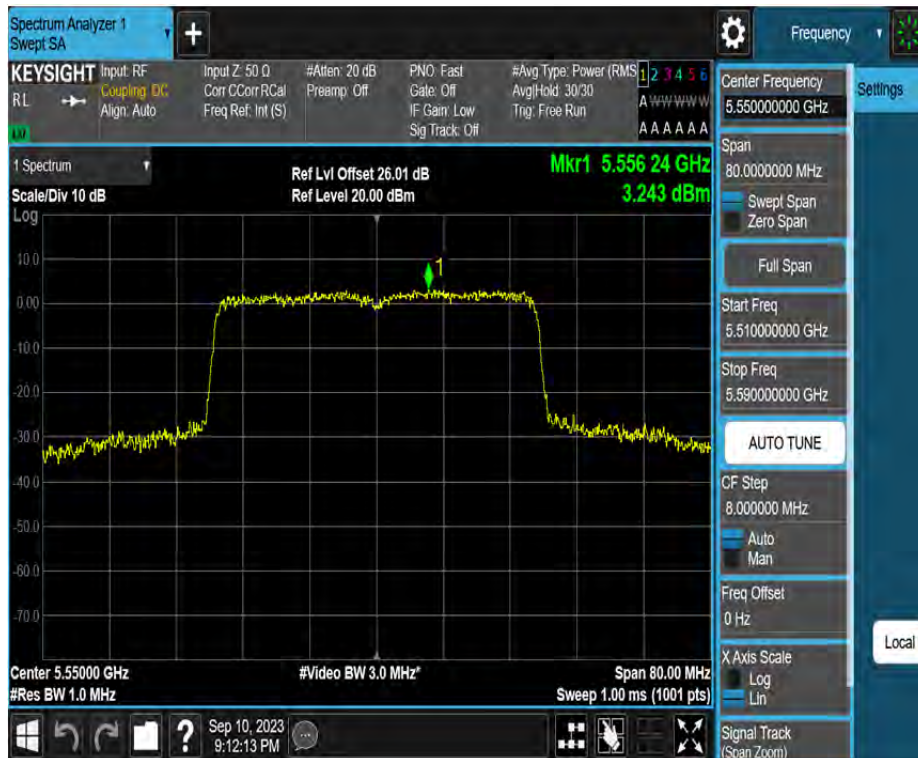 Spectrum Analyzer 1
Swept SA
Frequency
KEYSIGHT
RL
Input: RF
Coupling: DC
Align: Auto
Input Z: 50 Ω
Corr CCorr RCal
Freq Ref: Int (S)
#Atten: 20 dB
Preamp: Off
PNO: Fast
Gate: Off
IF Gain: Low
Sig Track: Off
#Avg Type: Power (RMS
Avg|Hold: 30/30
Trig: Free Run
1 2 3 4 5 6
A W W W W W
A A A A A A
1 Spectrum
Scale/Div 10 dB
Log
Ref Lvl Offset 26.01 dB
Ref Level 20.00 dBm
Mkr1 5.556 24 GHz
3.243 dBm
1
10.0
0.00
-10.0
-20.0
-30.0
-40.0
-50.0
-60.0
-70.0
Center 5.55000 GHz
#Res BW 1.0 MHz
#Video BW 3.0 MHz*
Span 80.00 MHz
Sweep 1.00 ms (1001 pts)
?
Sep 10, 2023
9:12:13 PM
Center Frequency
5.550000000 GHz
Span
80.0000000 MHz
Swept Span
Zero Span
Full Span
Start Freq
5.510000000 GHz
Stop Freq
5.590000000 GHz
AUTO TUNE
CF Step
8.000000 MHz
Auto
Man
Freq Offset
0 Hz
X Axis Scale
Log
Lin
Signal Track
(Span Zoom)
Settings
Local